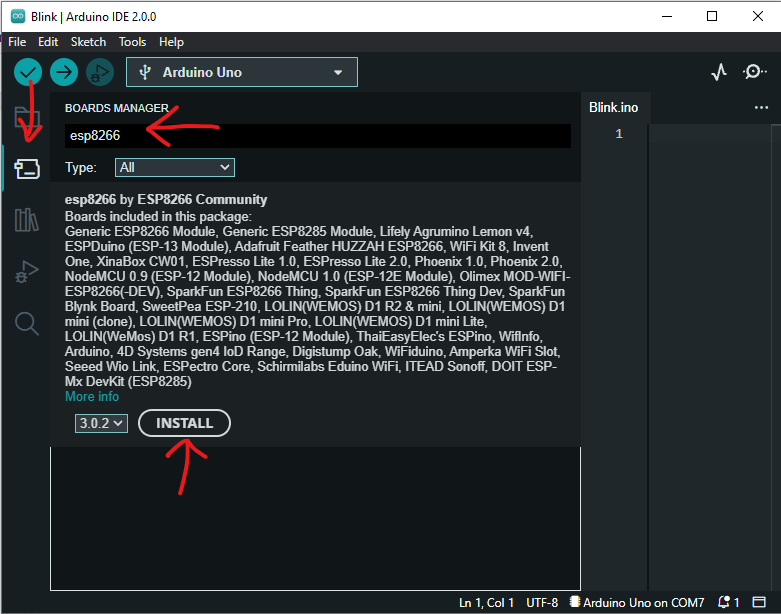 Blink | Arduino IDE 2.0.0
File Edit Sketch Tools Help
Arduino Uno
BOARDS MANAGER
Blink.ino
esp8266
1
Type: All
esp8266 by ESP8266 Community
Boards included in this package:
Generic ESP8266 Module, Generic ESP8285 Module, Lifely Agrumino Lemon v4,
ESPDuino (ESP-13 Module), Adafruit Feather HUZZAH ESP8266, WiFi Kit 8, Invent
One, XinaBox CW01, ESPresso Lite 1.0, ESPresso Lite 2.0, Phoenix 1.0, Phoenix 2.0,
NodeMCU 0.9 (ESP-12 Module), NodeMCU 1.0 (ESP-12E Module), Olimex MOD-WIFI-
ESP8266(-DEV), SparkFun ESP8266 Thing, SparkFun ESP8266 Thing Dev, SparkFun
Blynk Board, SweetPea ESP-210, LOLIN(WEMOS) D1 R2 & mini, LOLIN(WEMOS) D1
mini (clone), LOLIN(WEMOS) D1 mini Pro, LOLIN(WEMOS) D1 mini Lite,
LOLIN(WeMos) D1 R1, ESPino (ESP-12 Module), ThaiEasyElec's ESPino, WifInfo,
Arduino, 4D Systems gen4 IoD Range, Digistump Oak, WiFiduino, Amperka WiFi Slot,
Seeed Wio Link, ESPectro Core, Schirmilabs Eduino WiFi, ITEAD Sonoff, DOIT ESP-
Mx DevKit (ESP8285)
More info
3.0.2 INSTALL
Ln 1, Col 1 UTF-8 Arduino Uno on COM7 1